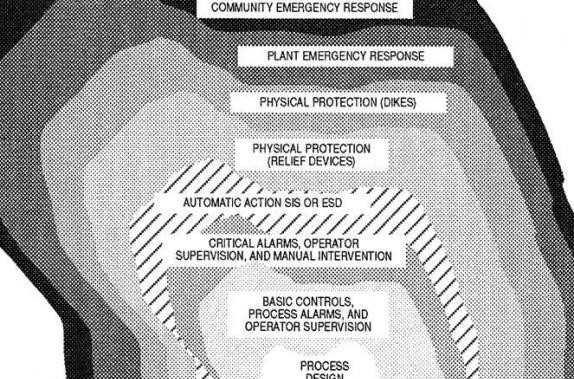 COMMUNITY EMERGENCY RESPONSE
PLANT EMERGENCY RESPONSE
PHYSICAL PROTECTION (DIKES)
PHYSICAL PROTECTION
(RELIEF DEVICES)
AUTOMATIC ACTION SIS OR ESD
CRITICAL ALARMS, OPERATOR
SUPERVISION, AND MANUAL INTERVENTION
BASIC CONTROLS,
PROCESS ALARMS, AND
OPERATOR SUPERVISION
PROCESS
DESIGN